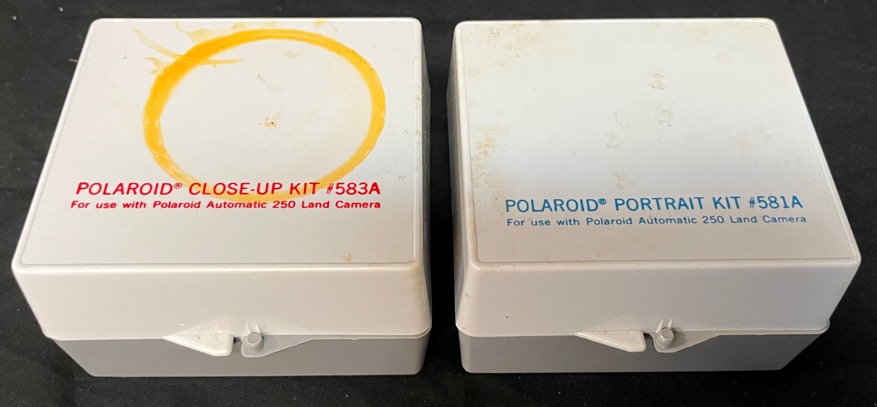 POLAROID® CLOSE-UP KIT #583A
For use with Polaroid Automatic 250 Land Camera
POLAROID® PORTRAIT KIT #581A
For use with Polaroid Automatic 250 Land Camera